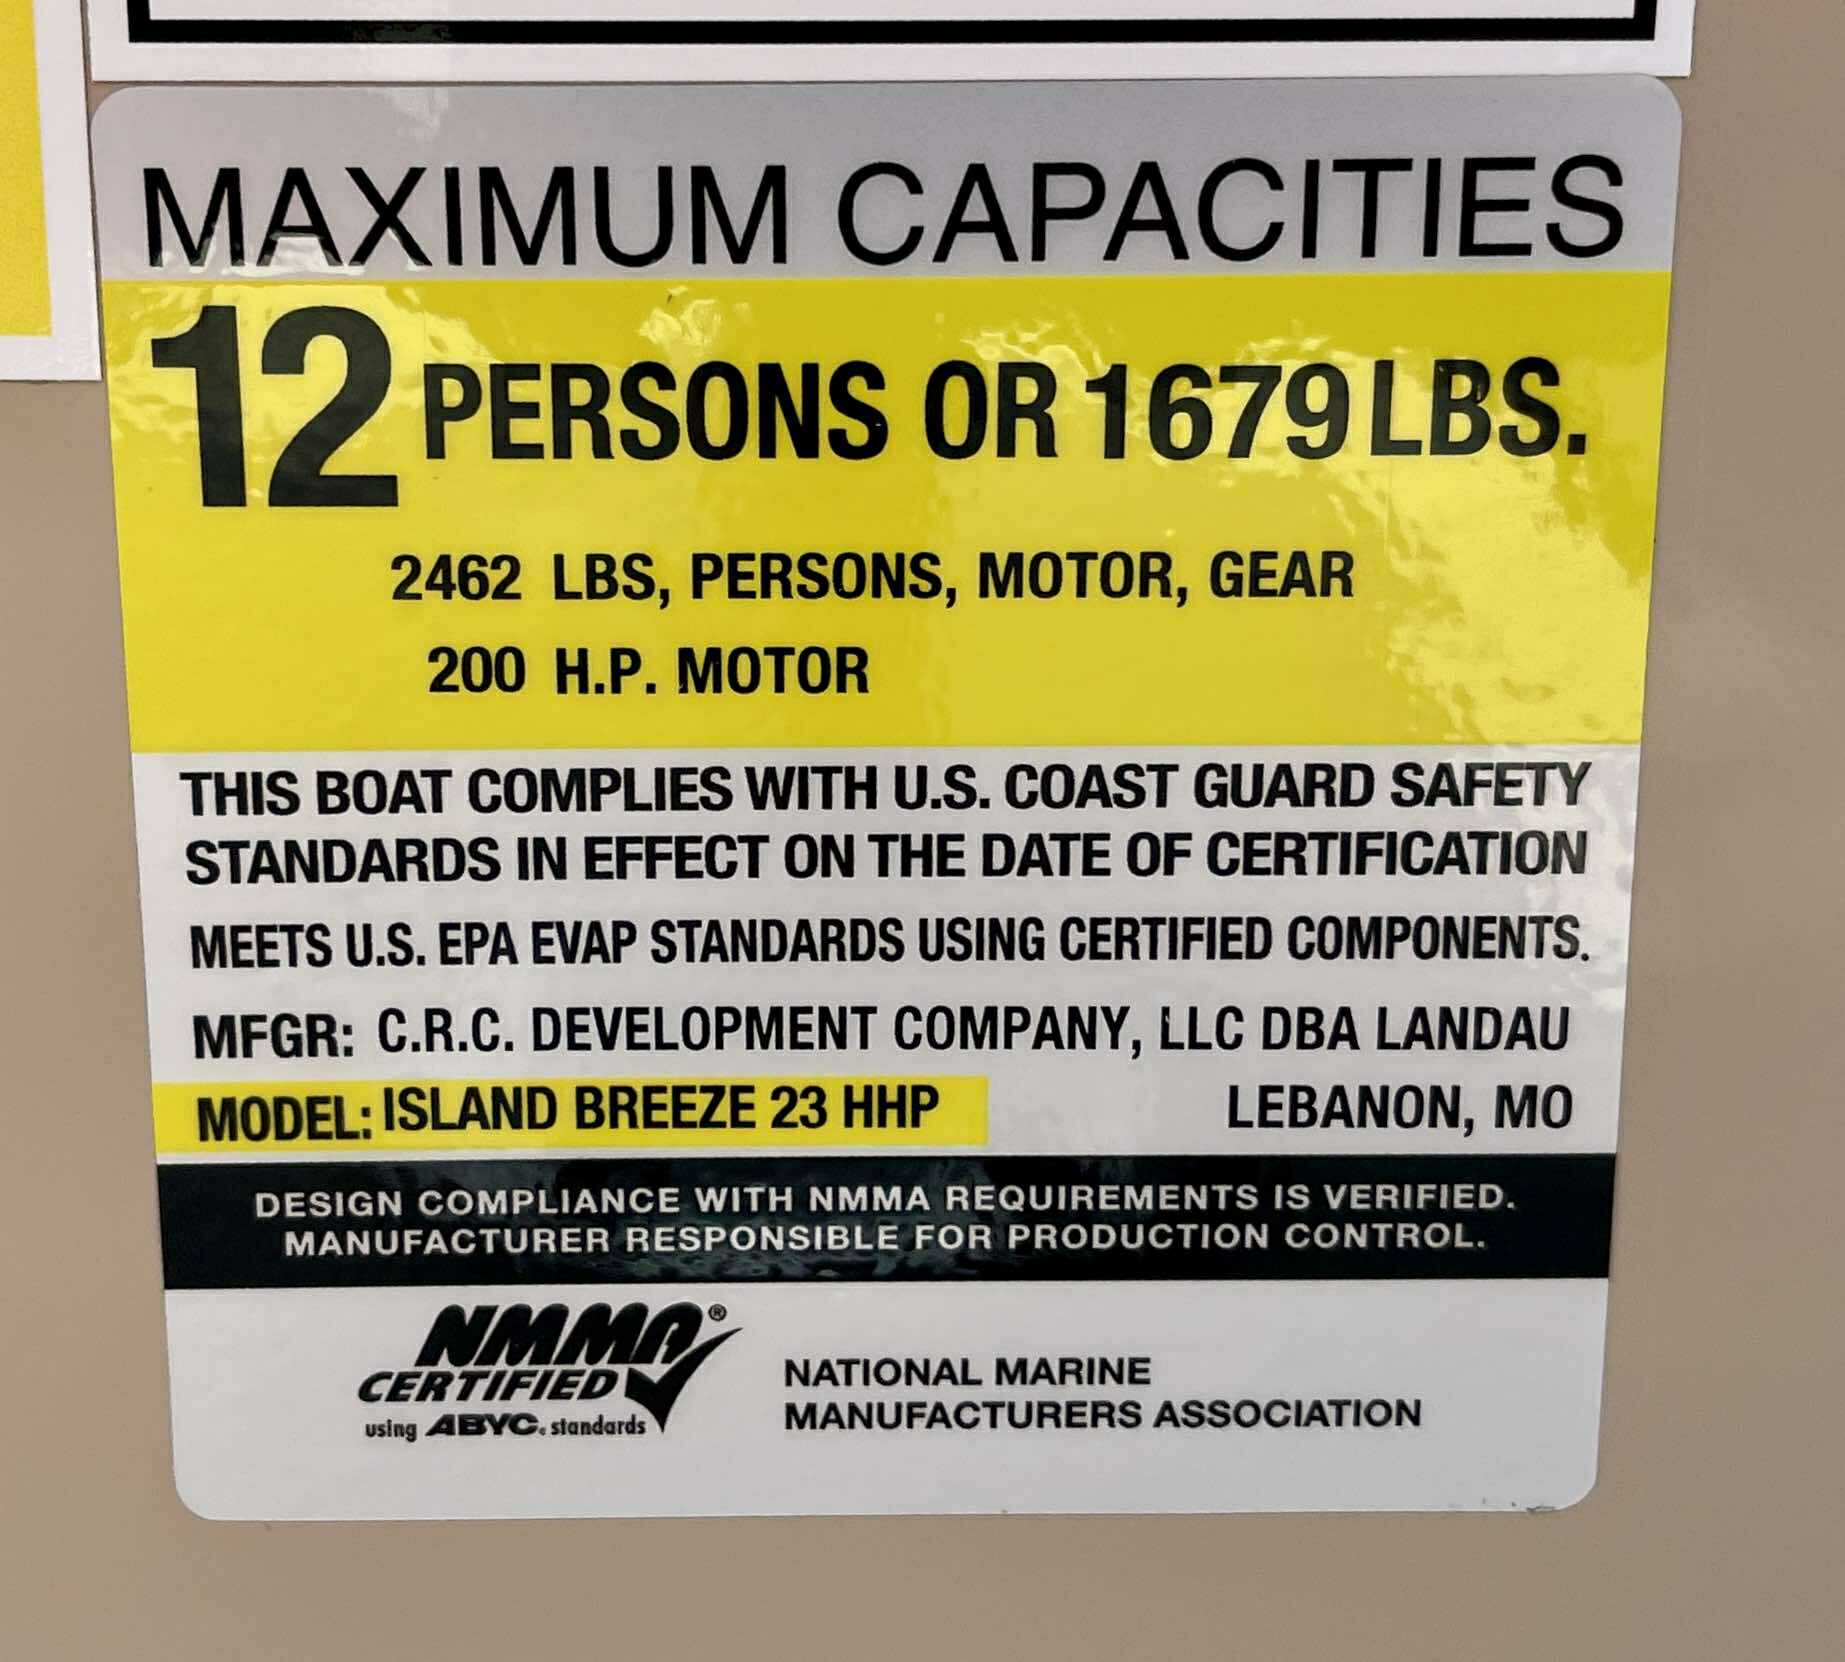 MAXIMUM CAPACITIES
12 PERSONS OR 1679 LBS.
2462 LBS, PERSONS, MOTOR, GEAR
200 H.P. MOTOR
THIS BOAT COMPLIES WITH U.S. COAST GUARD SAFETY
STANDARDS IN EFFECT ON THE DATE OF CERTIFICATION
MEETS U.S. EPA EVAP STANDARDS USING CERTIFIED COMPONENTS.
MFGR: C.R.C. DEVELOPMENT COMPANY, LLC DBA LANDAU
MODEL: ISLAND BREEZE 23 HHP LEBANON, MO
DESIGN COMPLIANCE WITH NMMA REQUIREMENTS IS VERIFIED.
MANUFACTURER RESPONSIBLE FOR PRODUCTION CONTROL.
NMMA®
CERTIFIED
using ABYC® standards
NATIONAL MARINE
MANUFACTURERS ASSOCIATION